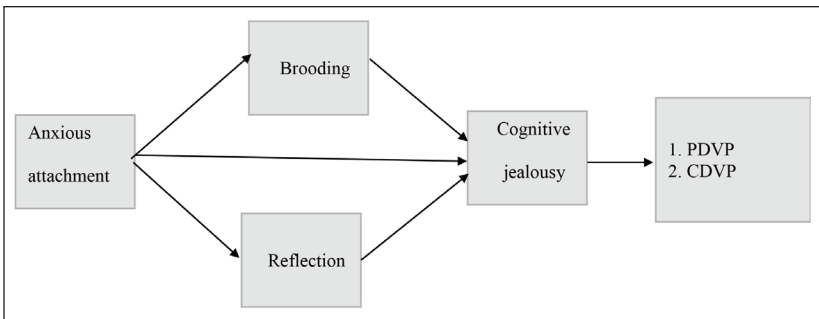 Brooding
Anxious
attachment
Cognitive
jealousy
1. PDVP
2. CDVP
Reflection